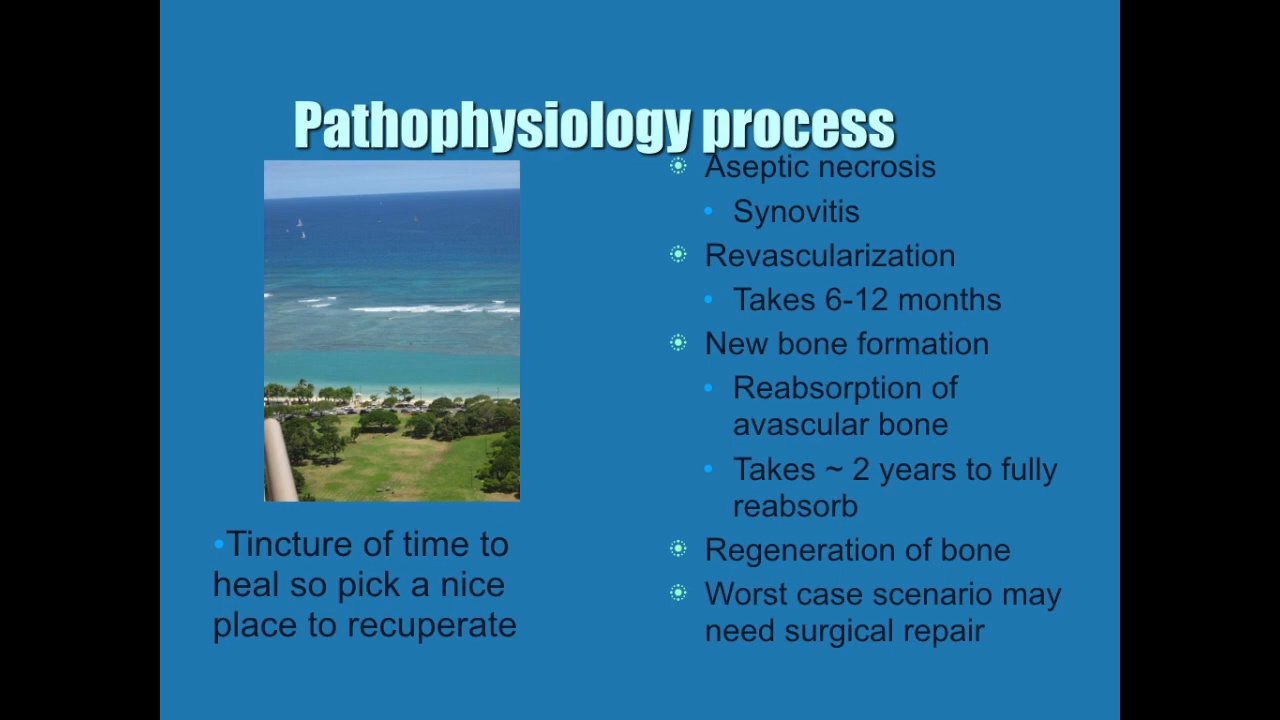 Pathophysiology process
Aseptic necrosis
Synovitis
Revascularization
Takes 6-12 months
New bone formation
Reabsorption of
avascular bone
Takes ~ 2 years to fully
reabsorb
Regeneration of bone
Worst case scenario may
need surgical repair
•Tincture of time to
heal so pick a nice
place to recuperate